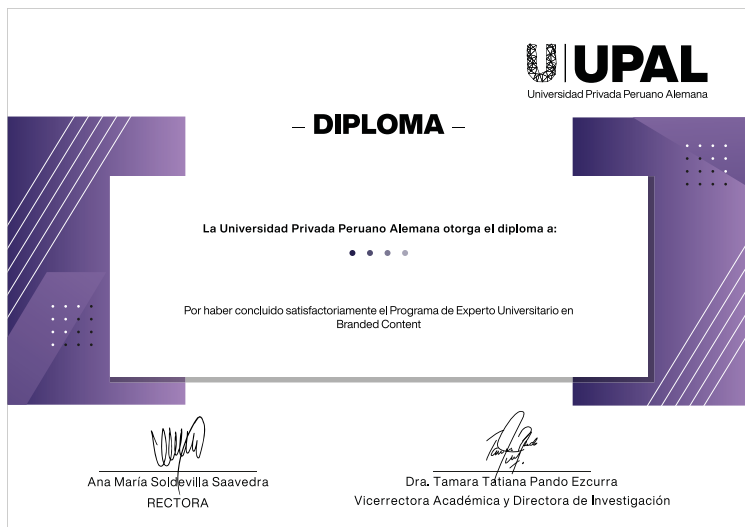 UPAL
Universidad Privada Peruano Alemana
– DIPLOMA –
La Universidad Privada Peruano Alemana otorga el diploma a:
Por haber concluido satisfactoriamente el Programa de Experto Universitario en
Branded Content
Ana María Soldevilla Saavedra
RECTORA
Dra. Tamara Tatiana Pando Ezcurra
Vicerrectora Académica y Directora de Investigación